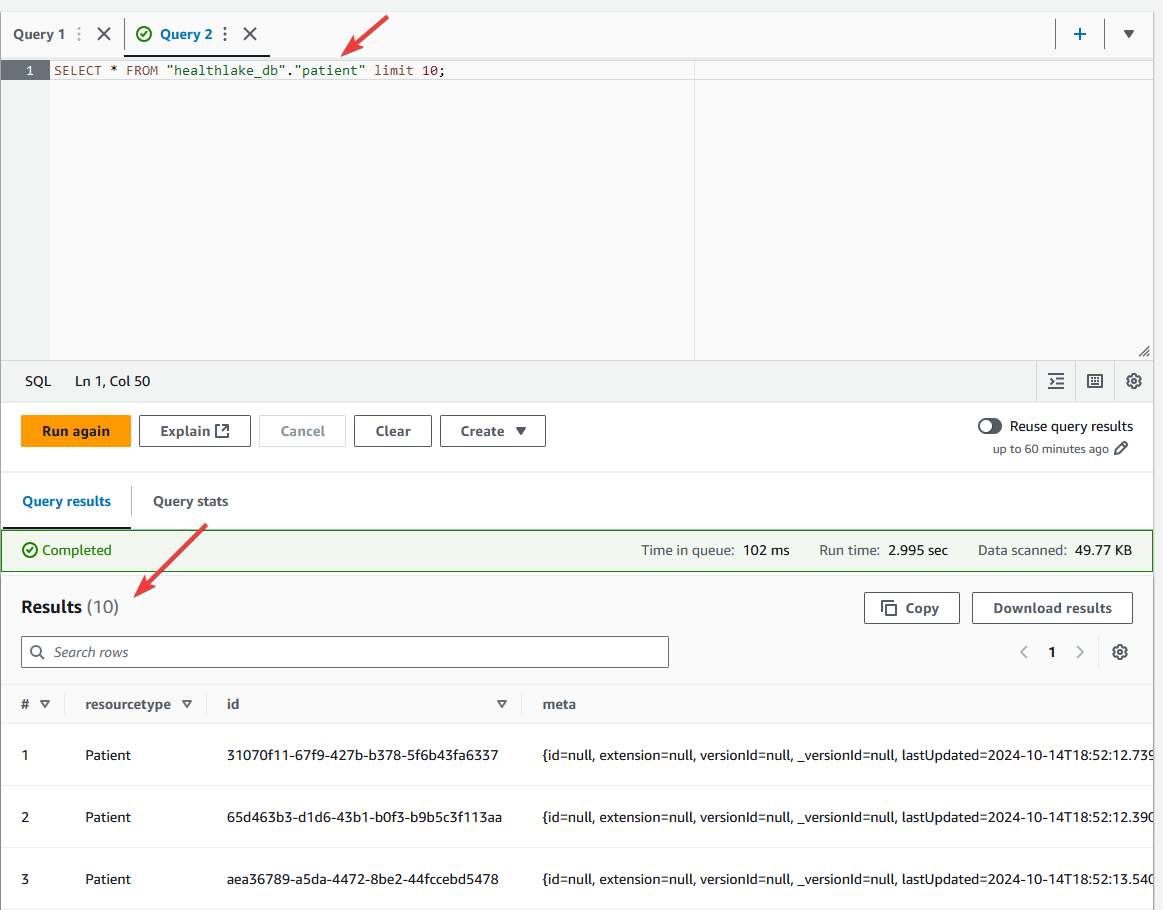 Query 1
Query 2
1 SELECT * FROM "healthlake_db"."patient" limit 10;
SQL Ln 1, Col 50
Run again Explain Cancel Clear Create
Reuse query results
up to 60 minutes ago
Query results Query stats
Completed Time in queue: 102 ms Run time: 2.995 sec Data scanned: 49.77 KB
Results (10) Copy Download results
Search rows 1
# resourcetype id meta
1 Patient 31070f11-67f9-427b-b378-5f6b43fa6337 {id=null, extension=null, versionId=null, _versionId=null, lastUpdated=2024-10-14T18:52:12.739
2 Patient 65d463b3-d1d6-43b1-b0f3-b9b5c3f113aa {id=null, extension=null, versionId=null, _versionId=null, lastUpdated=2024-10-14T18:52:12.390
3 Patient aea36789-a5da-4472-8be2-44fccebd5478 {id=null, extension=null, versionId=null, _versionId=null, lastUpdated=2024-10-14T18:52:13.540